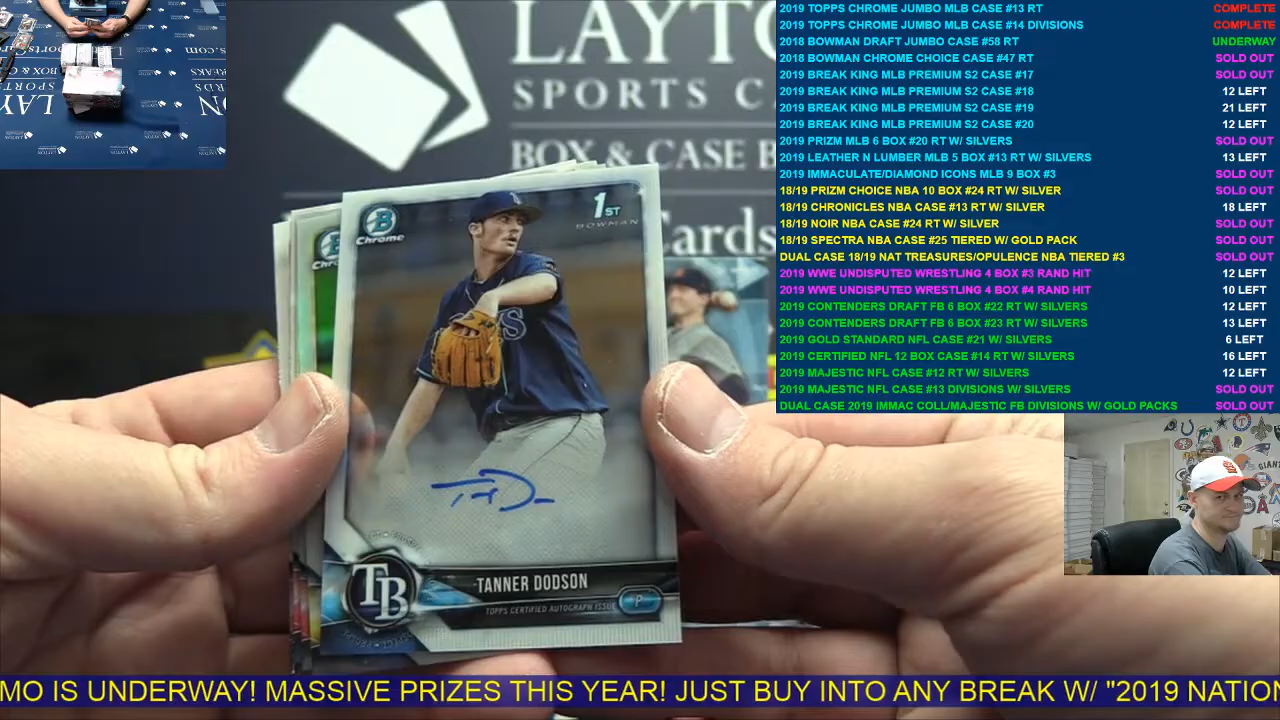 2019 TOPPS CHROME JUMBO MLB CASE #13 RT COMPLETE
2019 TOPPS CHROME JUMBO MLB CASE #14 DIVISIONS COMPLETE
2018 BOWMAN DRAFT JUMBO CASE #58 RT UNDERWAY
2018 BOWMAN CHROME CHOICE CASE #47 RT SOLD OUT
2019 BREAK KING MLB PREMIUM S2 CASE #17 SOLD OUT
2019 BREAK KING MLB PREMIUM S2 CASE #18 12 LEFT
2019 BREAK KING MLB PREMIUM S2 CASE #19 21 LEFT
2019 BREAK KING MLB PREMIUM S2 CASE #20 12 LEFT
2019 PRIZM MLB 6 BOX #20 RT W/ SILVERS SOLD OUT
2019 LEATHER N LUMBER MLB 5 BOX #13 RT W/ SILVERS 13 LEFT
2019 IMMACULATE/DIAMOND ICONS MLB 9 BOX #3 SOLD OUT
18/19 PRIZM CHOICE NBA 10 BOX #24 RT W/ SILVER SOLD OUT
18/19 CHRONICLES NBA CASE #13 RT W/ SILVER 18 LEFT
18/19 NOIR NBA CASE #24 RT W/ SILVER SOLD OUT
18/19 SPECTRA NBA CASE #25 TIERED W/ GOLD PACK SOLD OUT
DUAL CASE 18/19 NAT TREASURES/OPULENCE NBA TIERED #3 SOLD OUT
2019 WWE UNDISPUTED WRESTLING 4 BOX #3 RAND HIT 12 LEFT
2019 WWE UNDISPUTED WRESTLING 4 BOX #4 RAND HIT 10 LEFT
2019 CONTENDERS DRAFT FB 6 BOX #22 RT W/ SILVERS 12 LEFT
2019 CONTENDERS DRAFT FB 6 BOX #23 RT W/ SILVERS 13 LEFT
2019 GOLD STANDARD NFL CASE #21 W/ SILVERS 6 LEFT
2019 CERTIFIED NFL 12 BOX CASE #14 RT W/ SILVERS 16 LEFT
2019 MAJESTIC NFL CASE #12 RT W/ SILVERS 12 LEFT
2019 MAJESTIC NFL CASE #13 DIVISIONS W/ SILVERS SOLD OUT
DUAL CASE 2019 IMMAC COLL/MAJESTIC FB DIVISIONS W/ GOLD PACKS SOLD OUT
LAYTON
SPORTS CA
BOX & CASE B
Cards
B
Chrome
1ST
BOWMAN
TB
TANNER DODSON
TOPPS CERTIFIED AUTOGRAPH ISSUE
P
MO IS UNDERWAY! MASSIVE PRIZES THIS YEAR! JUST BUY INTO ANY BREAK W/ "2019 NATION